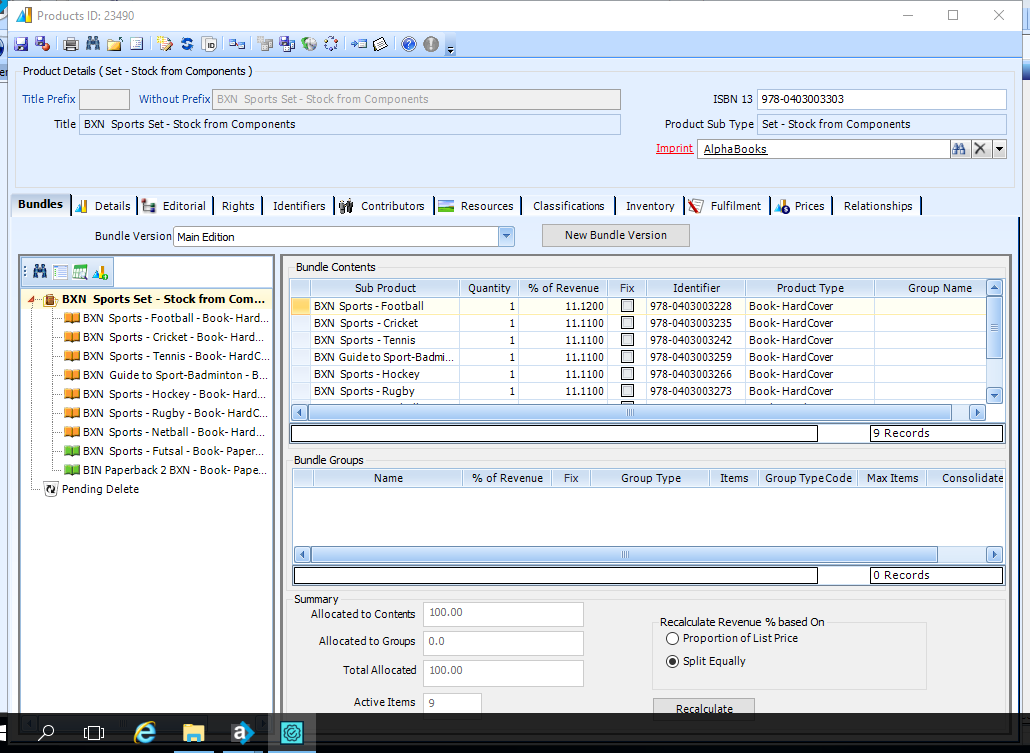 Products ID: 23490
Product Details ( Set - Stock from Components )
Title Prefix
Without Prefix
BXN Sports Set - Stock from Components
ISBN 13
978-0403003303
Title
BXN Sports Set - Stock from Components
Product Sub Type
Set - Stock from Components
Imprint
AlphaBooks
Bundles Details Editorial Rights Identifiers Contributors Resources Classifications Inventory Fulfilment Prices Relationships
Bundle Version
Main Edition
New Bundle Version
BXN Sports Set - Stock from Com...
BXN Sports - Football - Book- Hard...
BXN Sports - Cricket - Book- Hard...
BXN Sports - Tennis - Book- HardC...
BXN Guide to Sport-Badminton - B...
BXN Sports - Hockey - Book- Hard...
BXN Sports - Rugby - Book- HardC...
BXN Sports - Netball - Book- Hard...
BXN Sports - Futsal - Book- Paper...
BIN Paperback 2 BXN - Book- Pape...
Pending Delete
Bundle Contents
Sub Product Quantity % of Revenue Fix Identifier Product Type Group Name
BXN Sports - Football 1 11.1200 978-0403003228 Book- HardCover
BXN Sports - Cricket 1 11.1100 978-0403003235 Book- HardCover
BXN Sports - Tennis 1 11.1100 978-0403003242 Book- HardCover
BXN Guide to Sport-Badmi... 1 11.1100 978-0403003259 Book- HardCover
BXN Sports - Hockey 1 11.1100 978-0403003266 Book- HardCover
BXN Sports - Rugby 1 11.1100 978-0403003273 Book- HardCover
9 Records
Bundle Groups
Name % of Revenue Fix Group Type Items Group Type Code Max Items Consolidate
0 Records
Summary
Allocated to Contents 100.00
Allocated to Groups 0.0
Total Allocated 100.00
Active Items 9
Recalculate Revenue % based On
Proportion of List Price
Split Equally
Recalculate